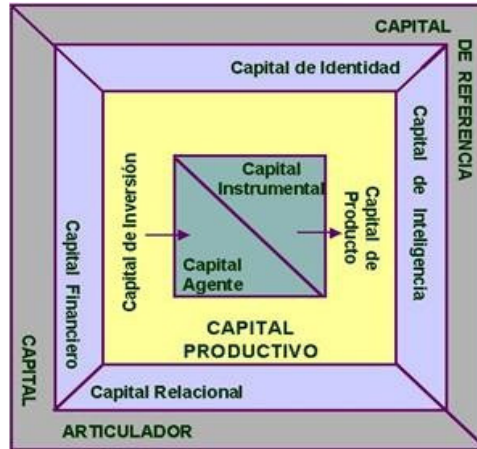 CAPITAL
DE REFERENCIA
Capital de Identidad
Capital de Inteligencia
Capital Financiero
Capital de Inversión
Capital
Instrumental
Capital
Agente
Capital de
Producto
CAPITAL
PRODUCTIVO
Capital Relacional
CAPITAL
ARTICULADOR